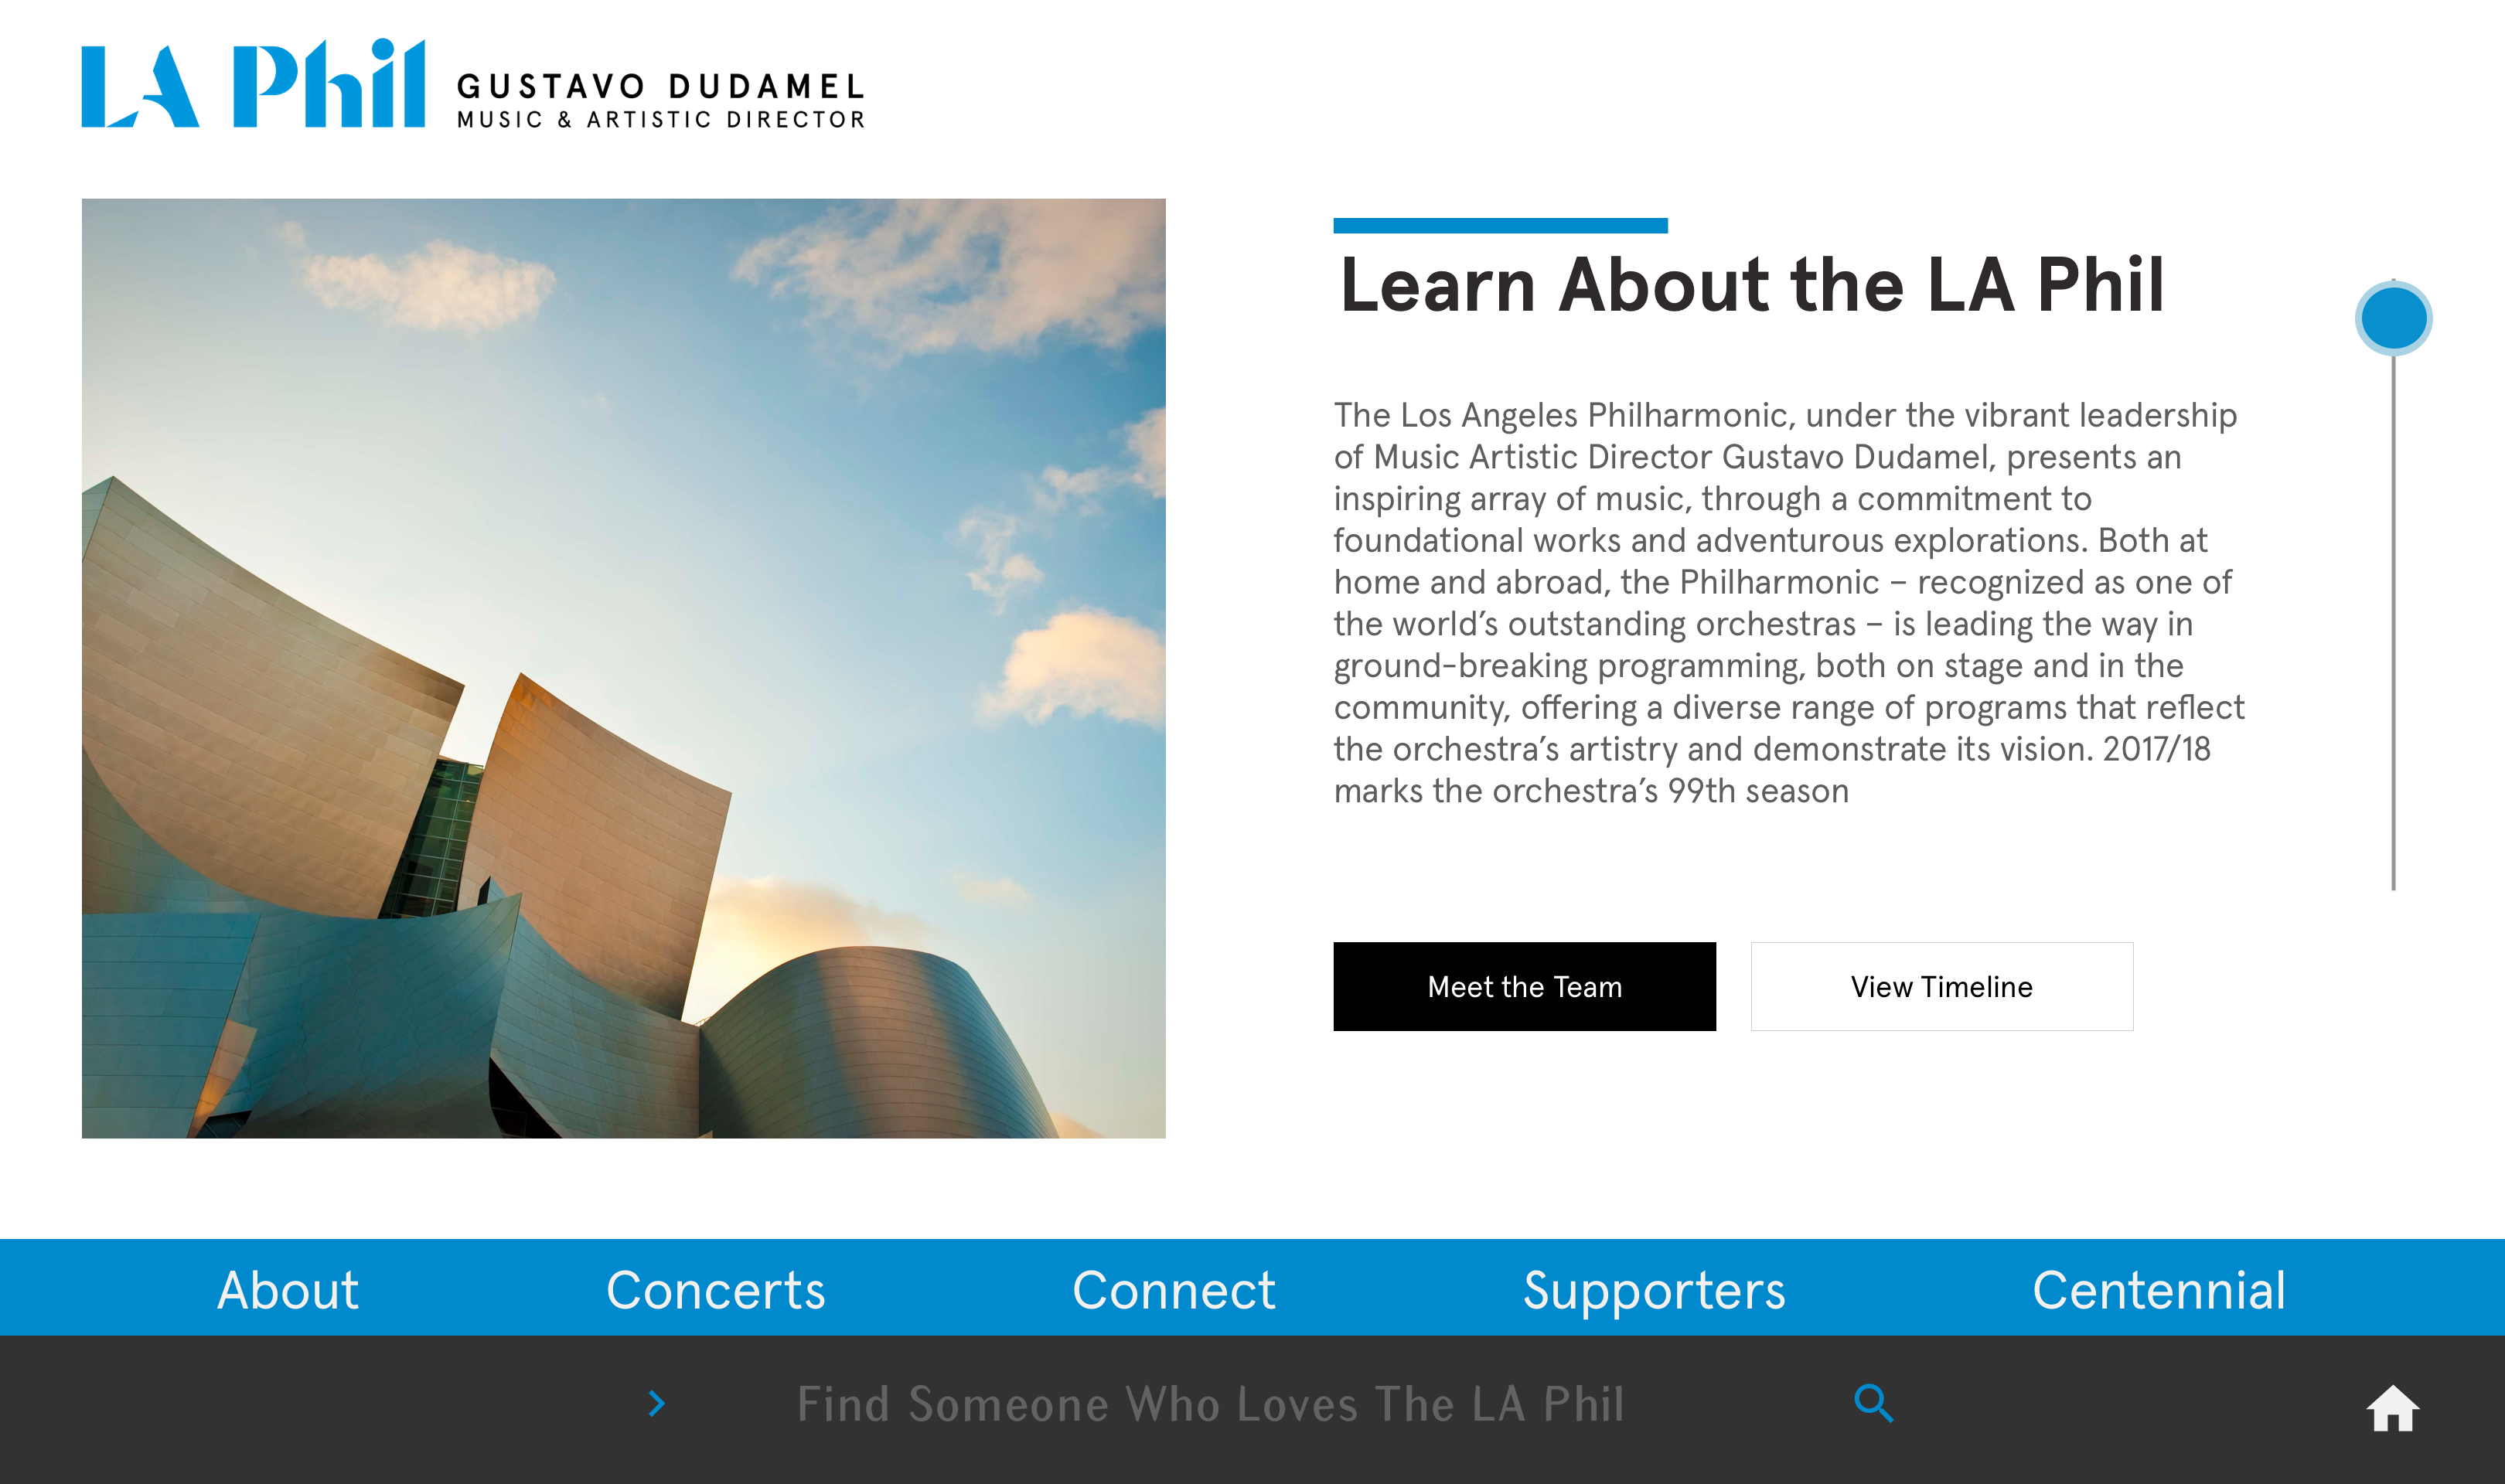 LA Phil
GUSTAVO DUDAMEL
MUSIC & ARTISTIC DIRECTOR
Learn About the LA Phil
The Los Angeles Philharmonic, under the vibrant leadership
of Music Artistic Director Gustavo Dudamel, presents an
inspiring array of music, through a commitment to
foundational works and adventurous explorations. Both at
home and abroad, the Philharmonic – recognized as one of
the world’s outstanding orchestras – is leading the way in
ground-breaking programming, both on stage and in the
community, offering a diverse range of programs that reflect
the orchestra’s artistry and demonstrate its vision. 2017/18
marks the orchestra’s 99th season
Meet the Team
View Timeline
About
Concerts
Connect
Supporters
Centennial
Find Someone Who Loves The LA Phil